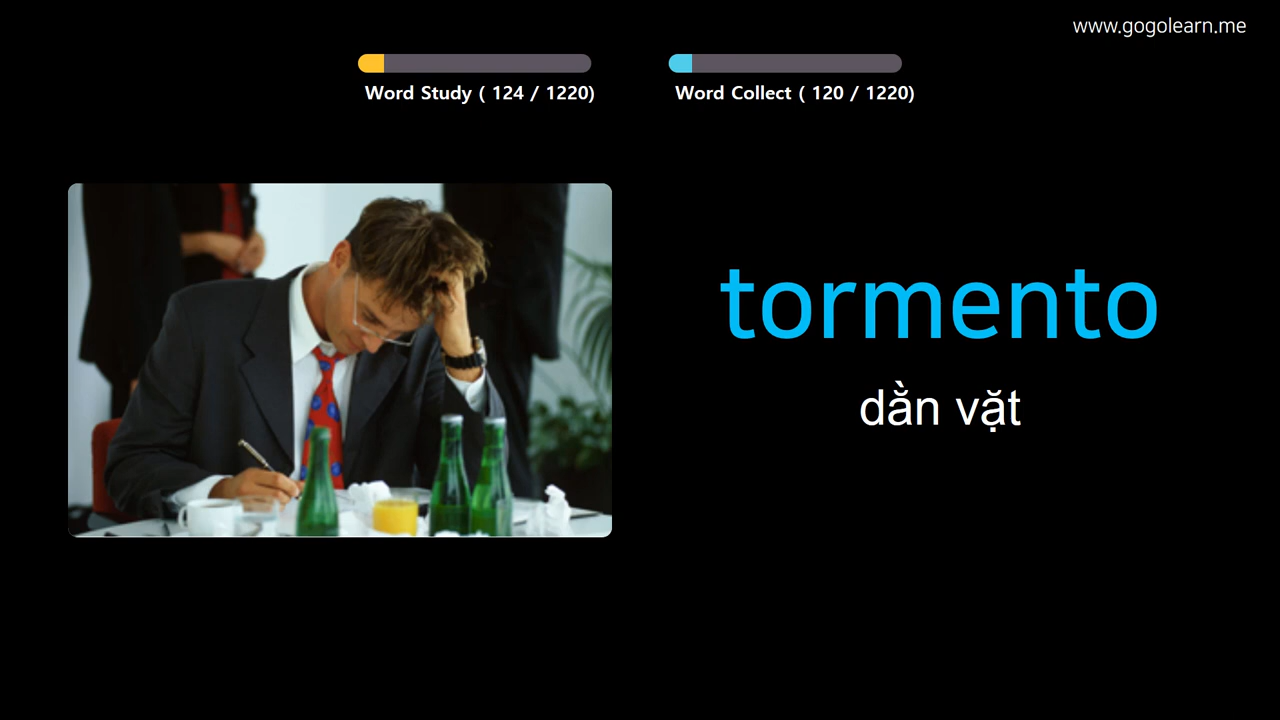 www.gogolearn.me
Word Study ( 124 / 1220)
Word Collect ( 120 / 1220)
tormento
dằn vặt